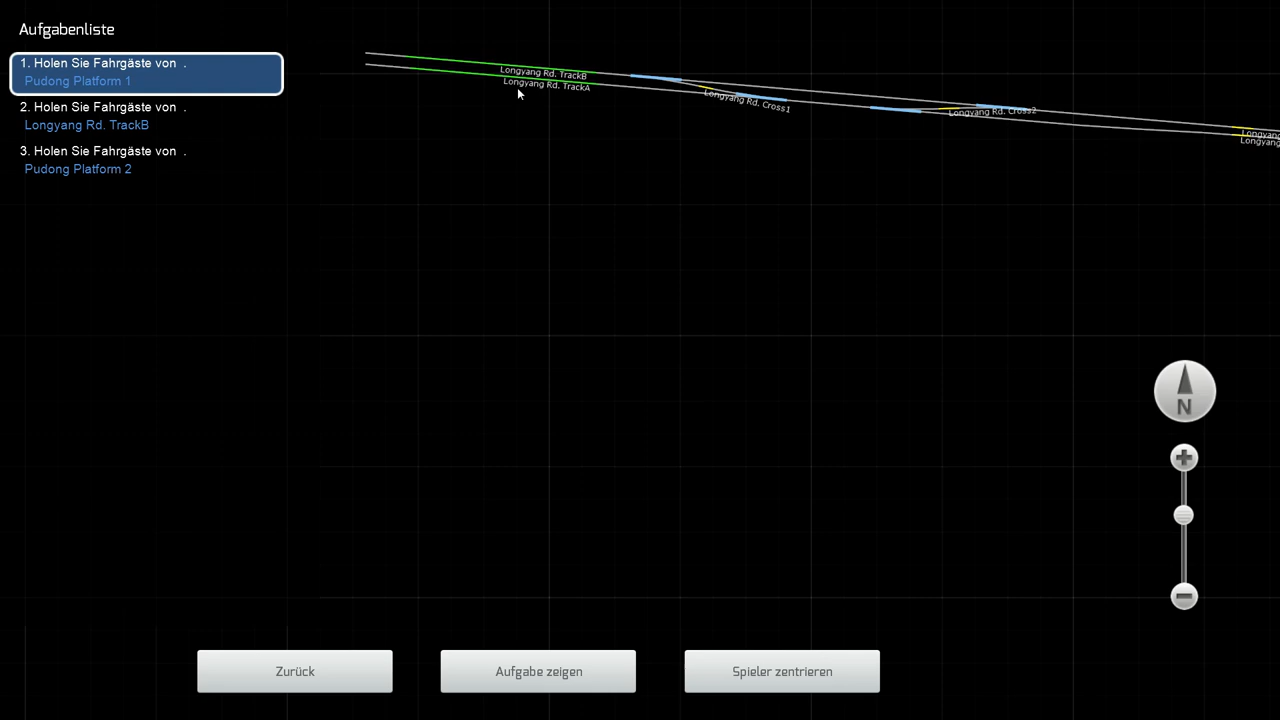 Aufgabenliste
1. Holen Sie Fahrgäste von .
Pudong Platform 1
2. Holen Sie Fahrgäste von .
Longyang Rd. TrackB
3. Holen Sie Fahrgäste von .
Pudong Platform 2
Longyang Rd. TrackB
Longyang Rd. TrackA
Longyang Rd. Cross1
Longyang Rd. Cross2
Longyang
Longyang
N
Zurück
Aufgabe zeigen
Spieler zentrieren